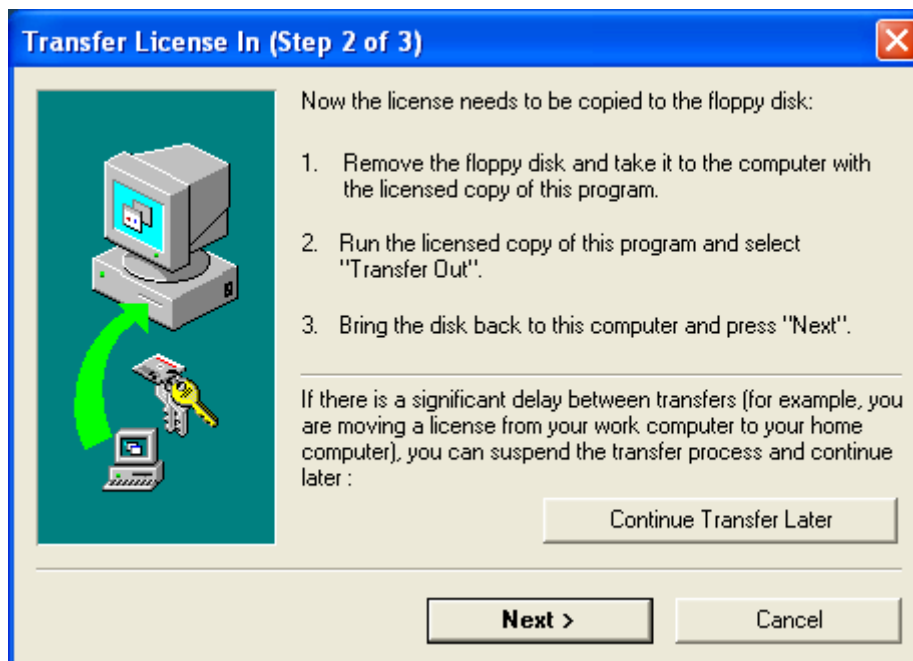 Transfer License In (Step 2 of 3)
Now the license needs to be copied to the floppy disk:
1. Remove the floppy disk and take it to the computer with
the licensed copy of this program.
2. Run the licensed copy of this program and select
"Transfer Out".
3. Bring the disk back to this computer and press "Next".
If there is a significant delay between transfers (for example, you
are moving a license from your work computer to your home
computer), you can suspend the transfer process and continue
later :
Continue Transfer Later
Next >
Cancel